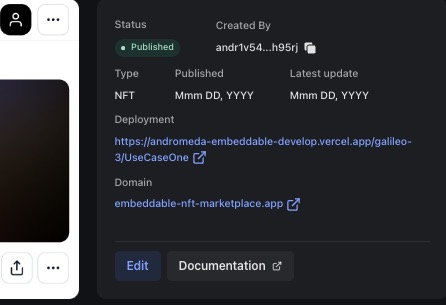 Status Created By
Published andr1v54...h95rj
Type Published Latest update
NFT Mmm DD, YYYY Mmm DD, YYYY
Deployment
https://andromeda-embeddable-develop.vercel.app/galileo-
3/UseCaseOne
Domain
embeddable-nft-marketplace.app
Edit Documentation